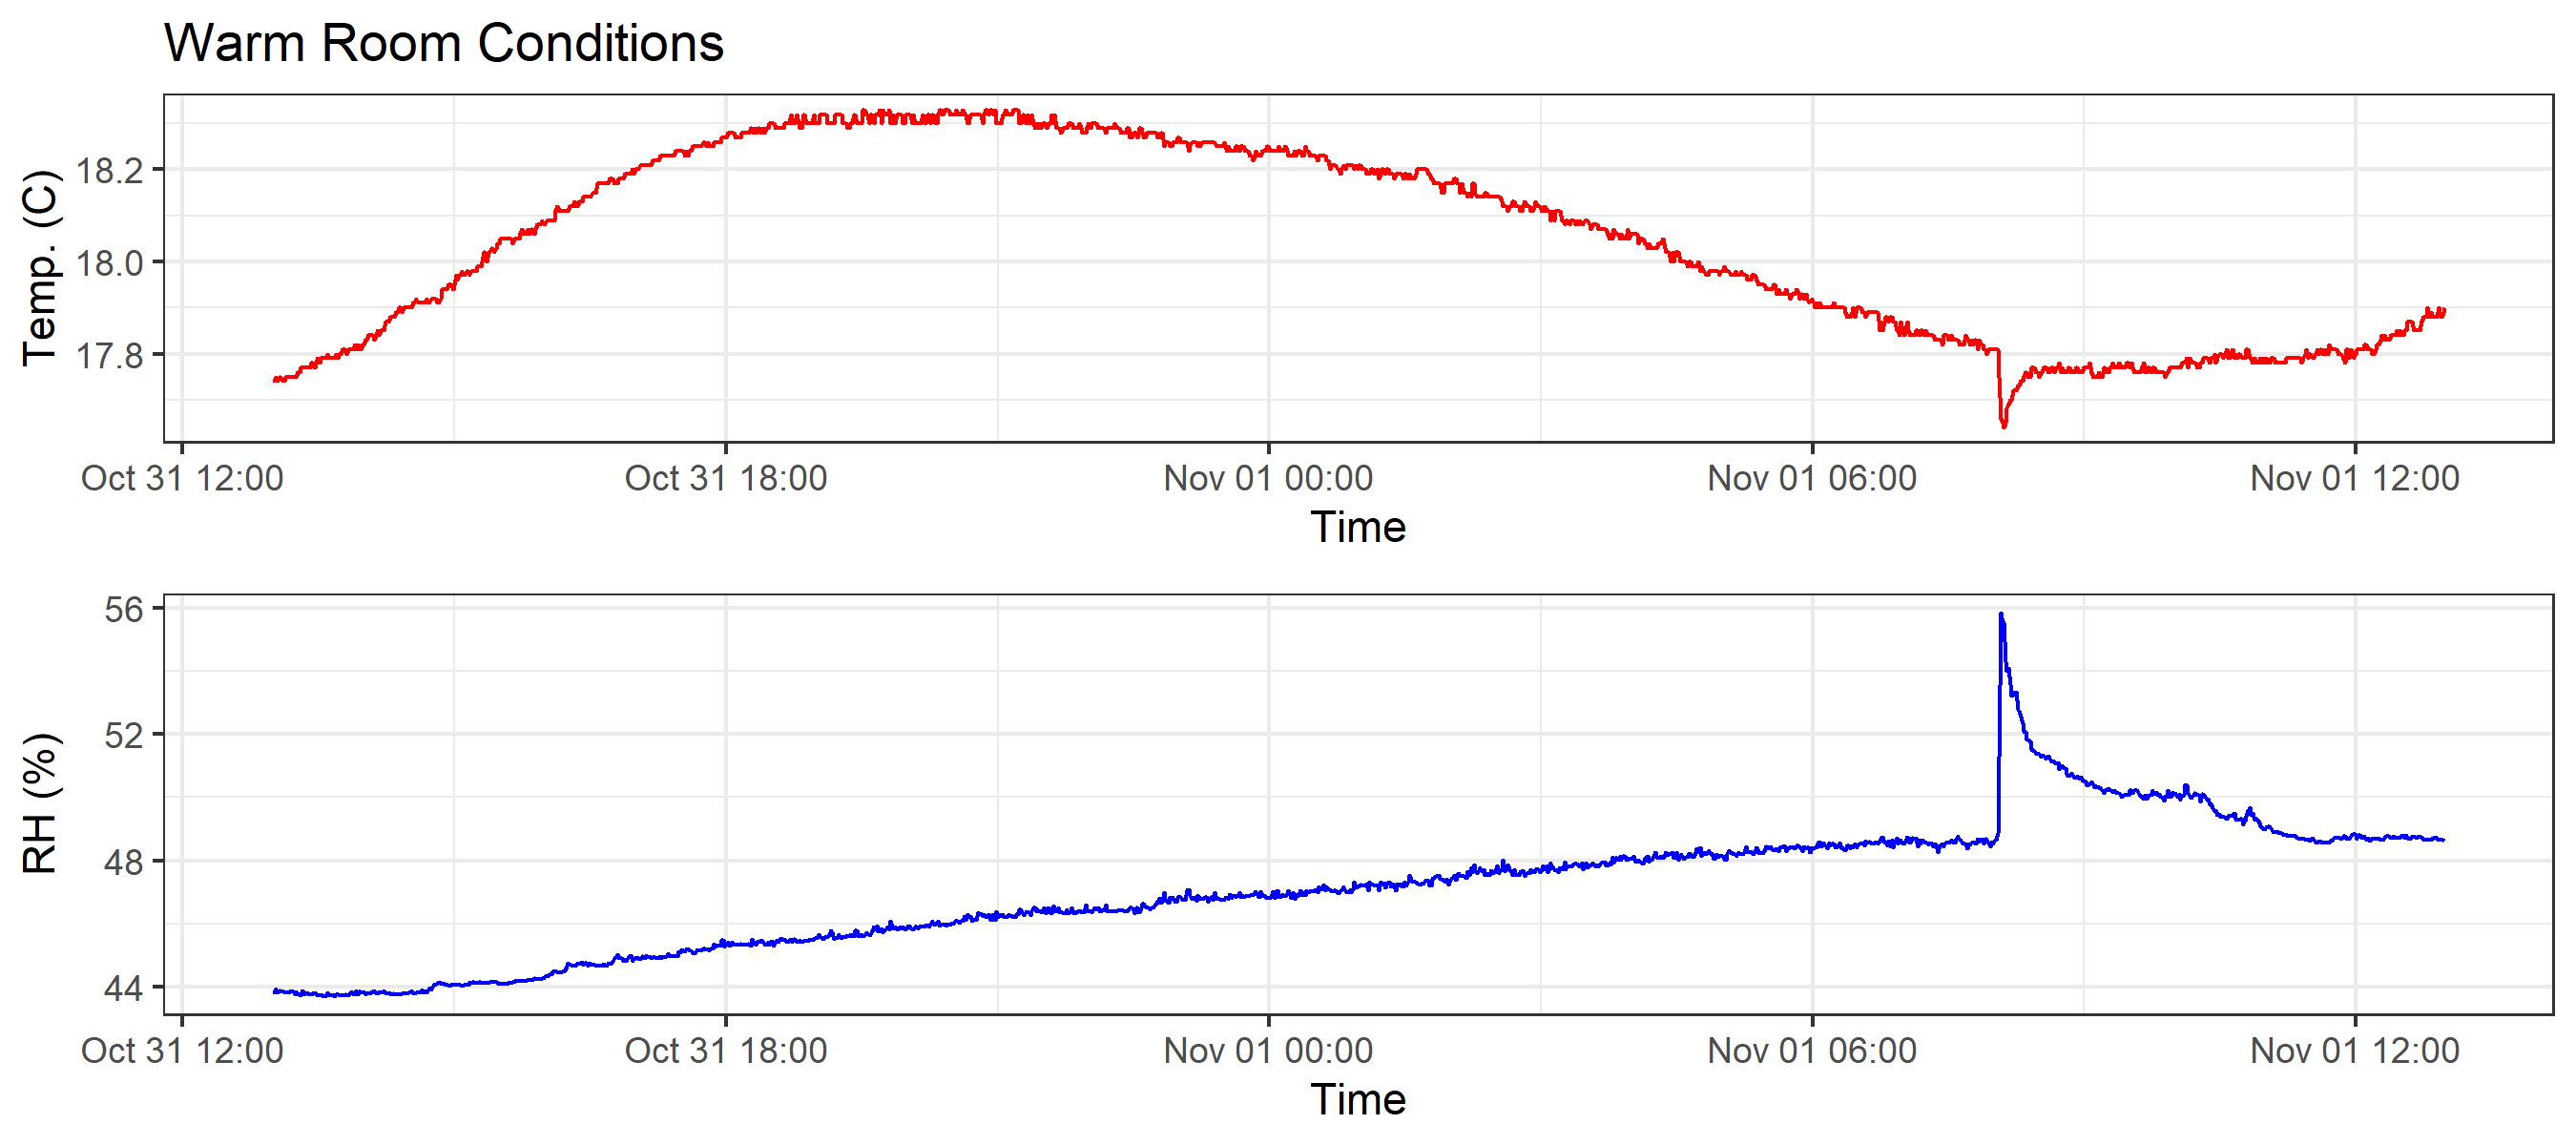 Warm Room Conditions
Temp. (C)
18.2
18.0
17.8
Oct 31 12:00 Oct 31 18:00 Nov 01 00:00 Nov 01 06:00 Nov 01 12:00
Time
RH (%)
56
52
48
44
Oct 31 12:00 Oct 31 18:00 Nov 01 00:00 Nov 01 06:00 Nov 01 12:00
Time